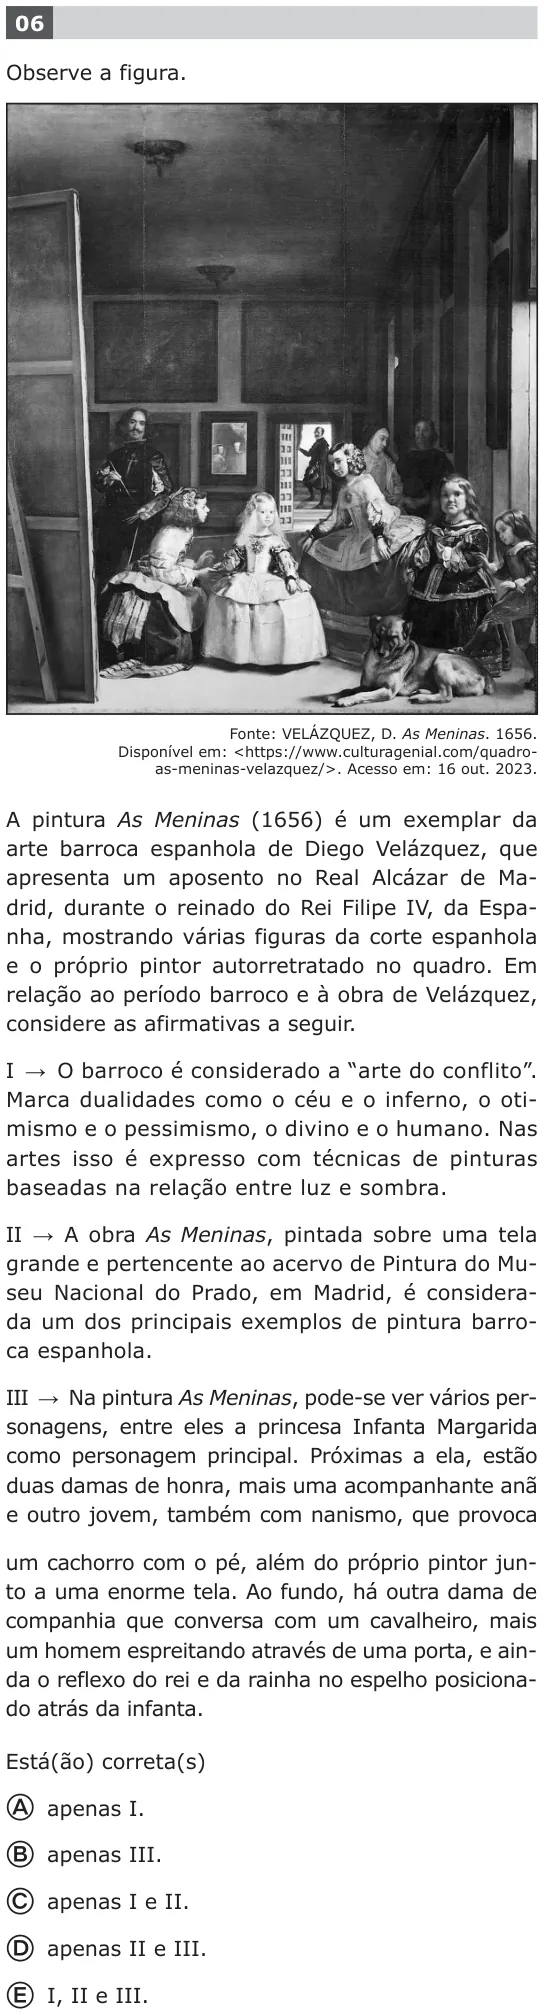 06
Observe a figura.
Fonte: VELÁZQUEZ, D. As Meninas. 1656.
Disponível em: <https://www.culturagenial.com/quadro-
as-meninas-velazquez/>. Acesso em: 16 out. 2023.
A pintura As Meninas (1656) é um exemplar da
arte barroca espanhola de Diego Velázquez, que
apresenta um aposento no Real Alcázar de Ma-
drid, durante o reinado do Rei Filipe IV, da Espa-
nha, mostrando várias figuras da corte espanhola
e o próprio pintor autorretratado no quadro. Em
relação ao período barroco e à obra de Velázquez,
considere as afirmativas a seguir.
I → O barroco é considerado a “arte do conflito”.
Marca dualidades como o céu e o inferno, o oti-
mismo e o pessimismo, o divino e o humano. Nas
artes isso é expresso com técnicas de pinturas
baseadas na relação entre luz e sombra.
II → A obra As Meninas, pintada sobre uma tela
grande e pertencente ao acervo de Pintura do Mu-
seu Nacional do Prado, em Madrid, é considera-
da um dos principais exemplos de pintura barro-
ca espanhola.
III → Na pintura As Meninas, pode-se ver vários per-
sonagens, entre eles a princesa Infanta Margarida
como personagem principal. Próximas a ela, estão
duas damas de honra, mais uma acompanhante anã
e outro jovem, também com nanismo, que provoca
um cachorro com o pé, além do próprio pintor jun-
to a uma enorme tela. Ao fundo, há outra dama de
companhia que conversa com um cavalheiro, mais
um homem espreitando através de uma porta, e ain-
da o reflexo do rei e da rainha no espelho posiciona-
do atrás da infanta.
Está(ão) correta(s)
A apenas I.
B apenas III.
C apenas I e II.
D apenas II e III.
E I, II e III.